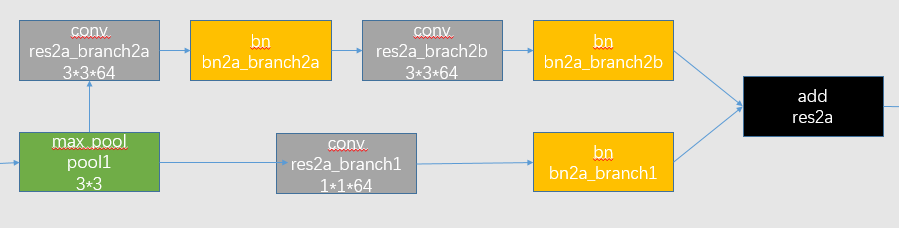 conv
res2a_branch2a
3*3*64
bn
bn2a_branch2a
conv
res2a_brach2b
3*3*64
bn
bn2a_branch2b
add
res2a
max_pool
pool1
3*3
conv
res2a_branch1
1*1*64
bn
bn2a_branch1